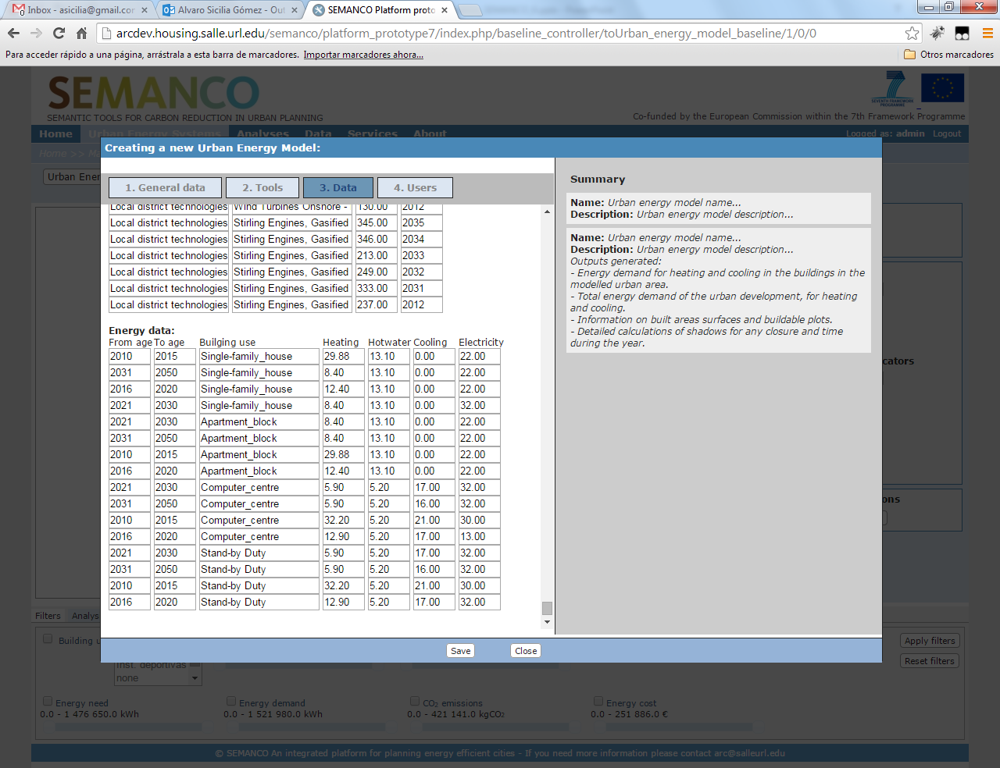 Inbox - asicilia@gmail.cor
Alvaro Sicilia Gómez - Out
SEMANCO Platform proto
arcdev.housing.salle.url.edu/semanco/platform_prototype7/index.php/baseline_controller/toUrban_energy_model_baseline/1/0/0
Para acceder rápido a una página, arrástrala a esta barra de marcadores. Importar marcadores ahora...
Otros marcadores
SEMANCO
SEMANTIC TOOLS FOR CARBON REDUCTION IN URBAN PLANNING
SEVENTH FRAMEWORK PROGRAMME
Co-funded by the European Commission within the 7th Framework Programme
Home Urban Energy Systems Analyses Data Services About
Logged as: admin Logout
Home >> M
Urban Ener
Creating a new Urban Energy Model:
1. General data 2. Tools 3. Data 4. Users
Local district technologies Wind Turbines Onshore - 130.00 2012
Local district technologies Stirling Engines, Gasified 345.00 2035
Local district technologies Stirling Engines, Gasified 346.00 2034
Local district technologies Stirling Engines, Gasified 213.00 2033
Local district technologies Stirling Engines, Gasified 249.00 2032
Local district technologies Stirling Engines, Gasified 333.00 2031
Local district technologies Stirling Engines, Gasified 237.00 2012
Energy data:
From age To age Builging use Heating Hotwater Cooling Electricity
2010 2015 Single-family_house 29.88 13.10 0.00 22.00
2031 2050 Single-family_house 8.40 13.10 0.00 22.00
2016 2020 Single-family_house 12.40 13.10 0.00 22.00
2021 2030 Single-family_house 8.40 13.10 0.00 32.00
2021 2030 Apartment_block 8.40 13.10 0.00 22.00
2031 2050 Apartment_block 8.40 13.10 0.00 22.00
2010 2015 Apartment_block 29.88 13.10 0.00 22.00
2016 2020 Apartment_block 12.40 13.10 0.00 22.00
2021 2030 Computer_centre 5.90 5.20 17.00 32.00
2031 2050 Computer_centre 5.90 5.20 16.00 32.00
2010 2015 Computer_centre 32.20 5.20 21.00 30.00
2016 2020 Computer_centre 12.90 5.20 17.00 13.00
2021 2030 Stand-by Duty 5.90 5.20 17.00 32.00
2031 2050 Stand-by Duty 5.90 5.20 16.00 32.00
2010 2015 Stand-by Duty 32.20 5.20 21.00 30.00
2016 2020 Stand-by Duty 12.90 5.20 17.00 32.00
Summary
Name: Urban energy model name...
Description: Urban energy model description...
Name: Urban energy model name...
Description: Urban energy model description...
Outputs generated:
- Energy demand for heating and cooling in the buildings in the
modelled urban area.
- Total energy demand of the urban development, for heating
and cooling.
- Information on built areas surfaces and buildable plots.
- Detailed calculations of shadows for any closure and time
during the year.
cators
ons
Save Close
Filters Analys
Building u
Inst. deportivas
none
Apply filters
Reset filters
Energy need
0.0 - 1 476 650.0 kWh
Energy demand
0.0 - 1 521 980.0 kWh
CO₂ emissions
0.0 - 421 141.0 kgCO₂
Energy cost
0.0 - 251 886.0 €
© SEMANCO An integrated platform for planning energy efficient cities - If you need more information please contact arc@salleurl.edu